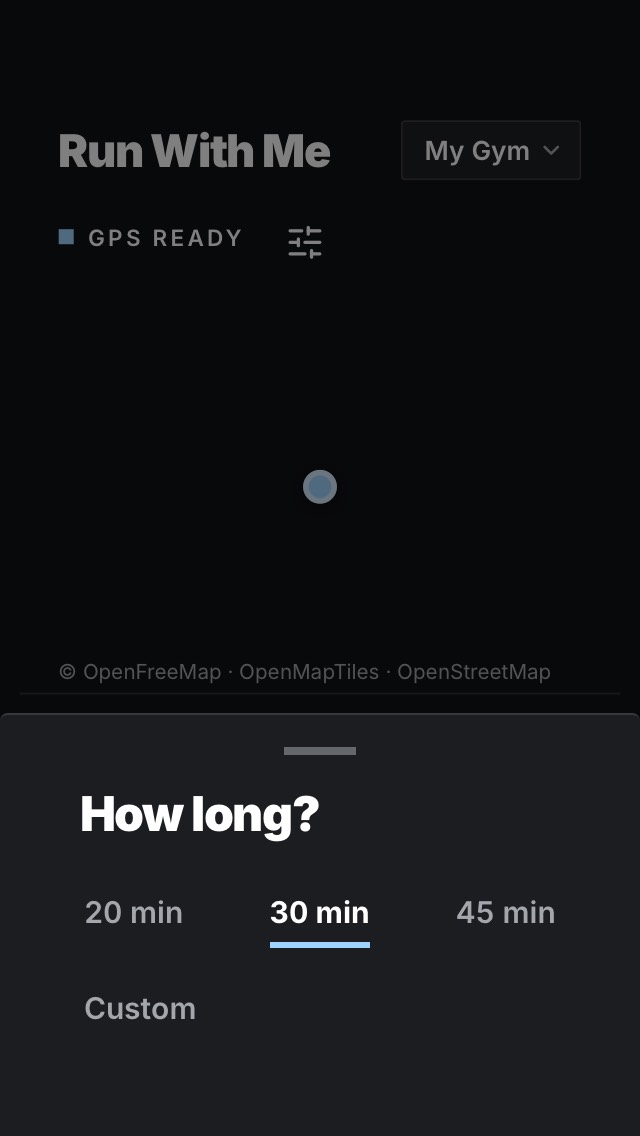 Run With Me
My Gym
GPS READY
© OpenFreeMap · OpenMapTiles · OpenStreetMap
How long?
20 min
30 min
45 min
Custom